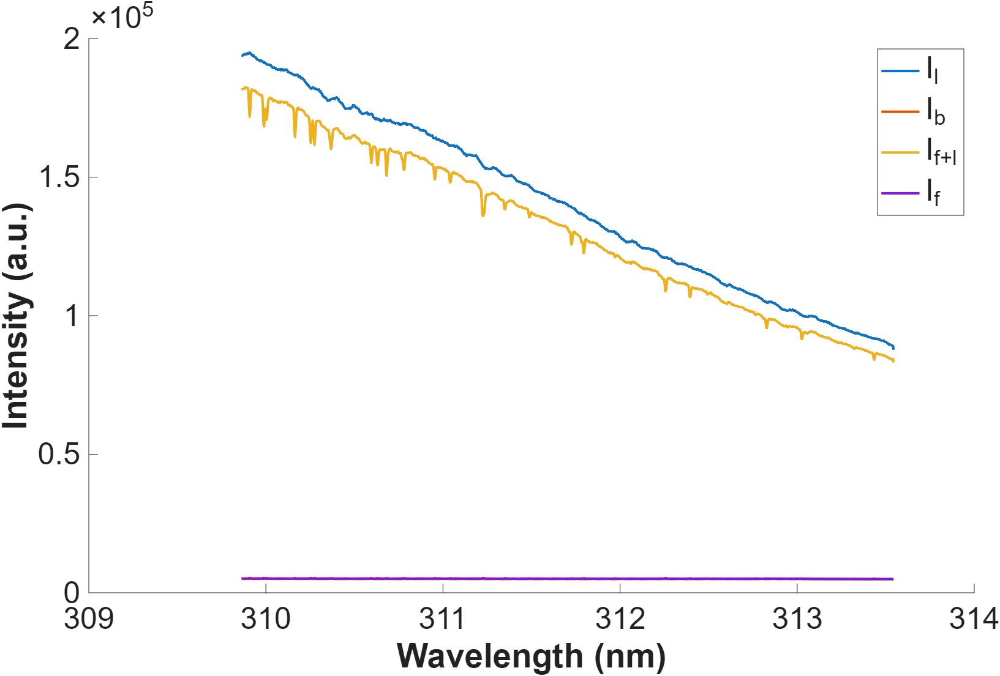 ×10⁵
2
1.5
1
0.5
0
309 310 311 312 313 314
Wavelength (nm)
Intensity (a.u.)
I_l
I_b
I_f+l
I_f